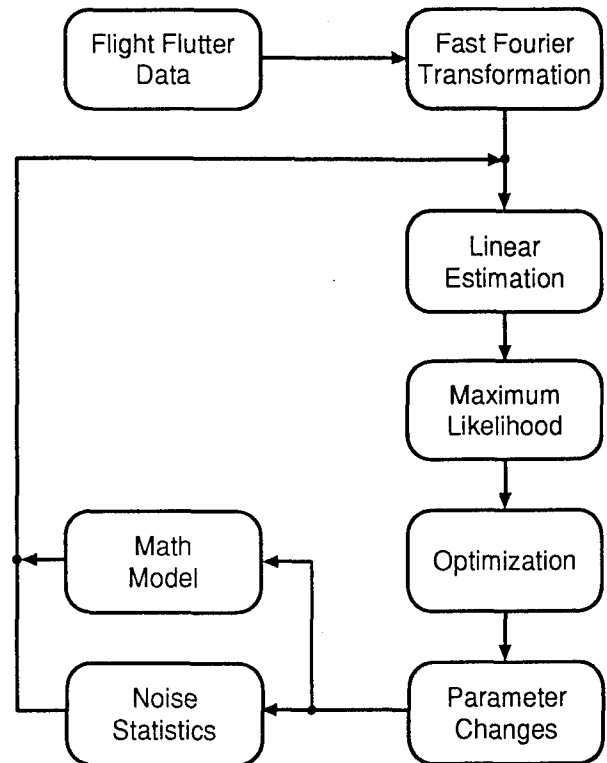 Flight Flutter
Data
Fast Fourier
Transformation
Linear
Estimation
Maximum
Likelihood
Math
Model
Optimization
Noise
Statistics
Parameter
Changes